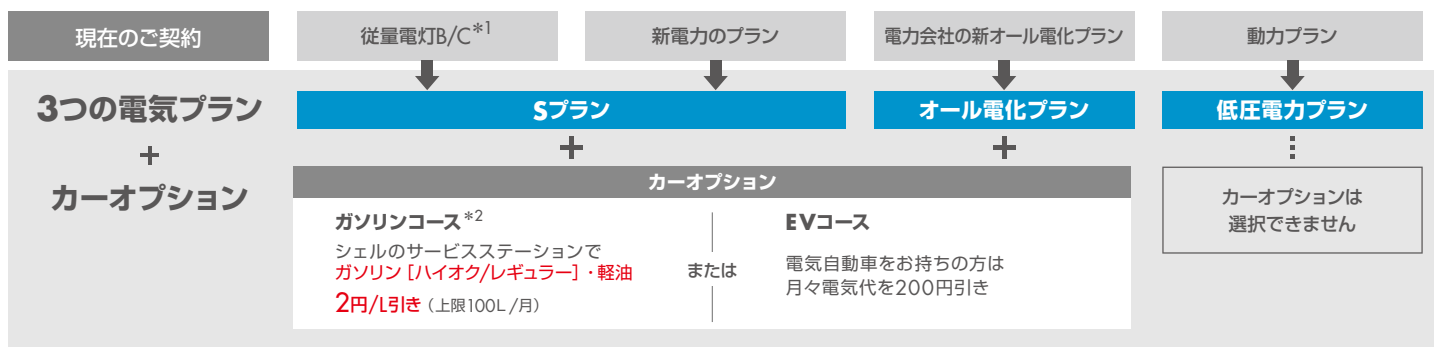 現在のご契約
従量電灯B/C*1
新電力のプラン
電力会社の新オール電化プラン
動力プラン
3つの電気プラン
+
カーオプション
Sプラン
オール電化プラン
低圧電力プラン
+
+
カーオプション
ガソリンコース*2
シェルのサービスステーションで
ガソリン［ハイオク/レギュラー］・軽油
2円/L引き（上限100L/月）
または
EVコース
電気自動車をお持ちの方は
月々電気代を200円引き
カーオプションは
選択できません